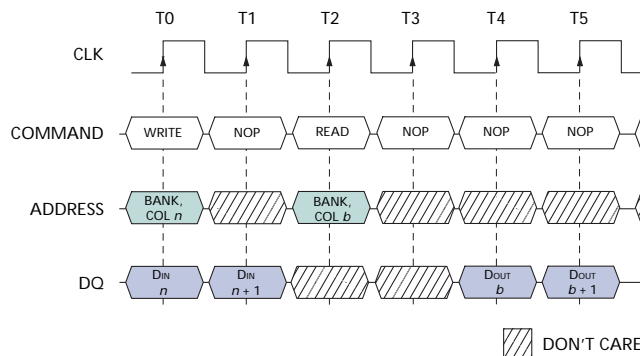 T0 T1 T2 T3 T4 T5
CLK
COMMAND WRITE NOP READ NOP NOP NOP
ADDRESS BANK, COL n BANK, COL b
DQ DIN n DIN n + 1 DOUT b DOUT b + 1
DON'T CARE